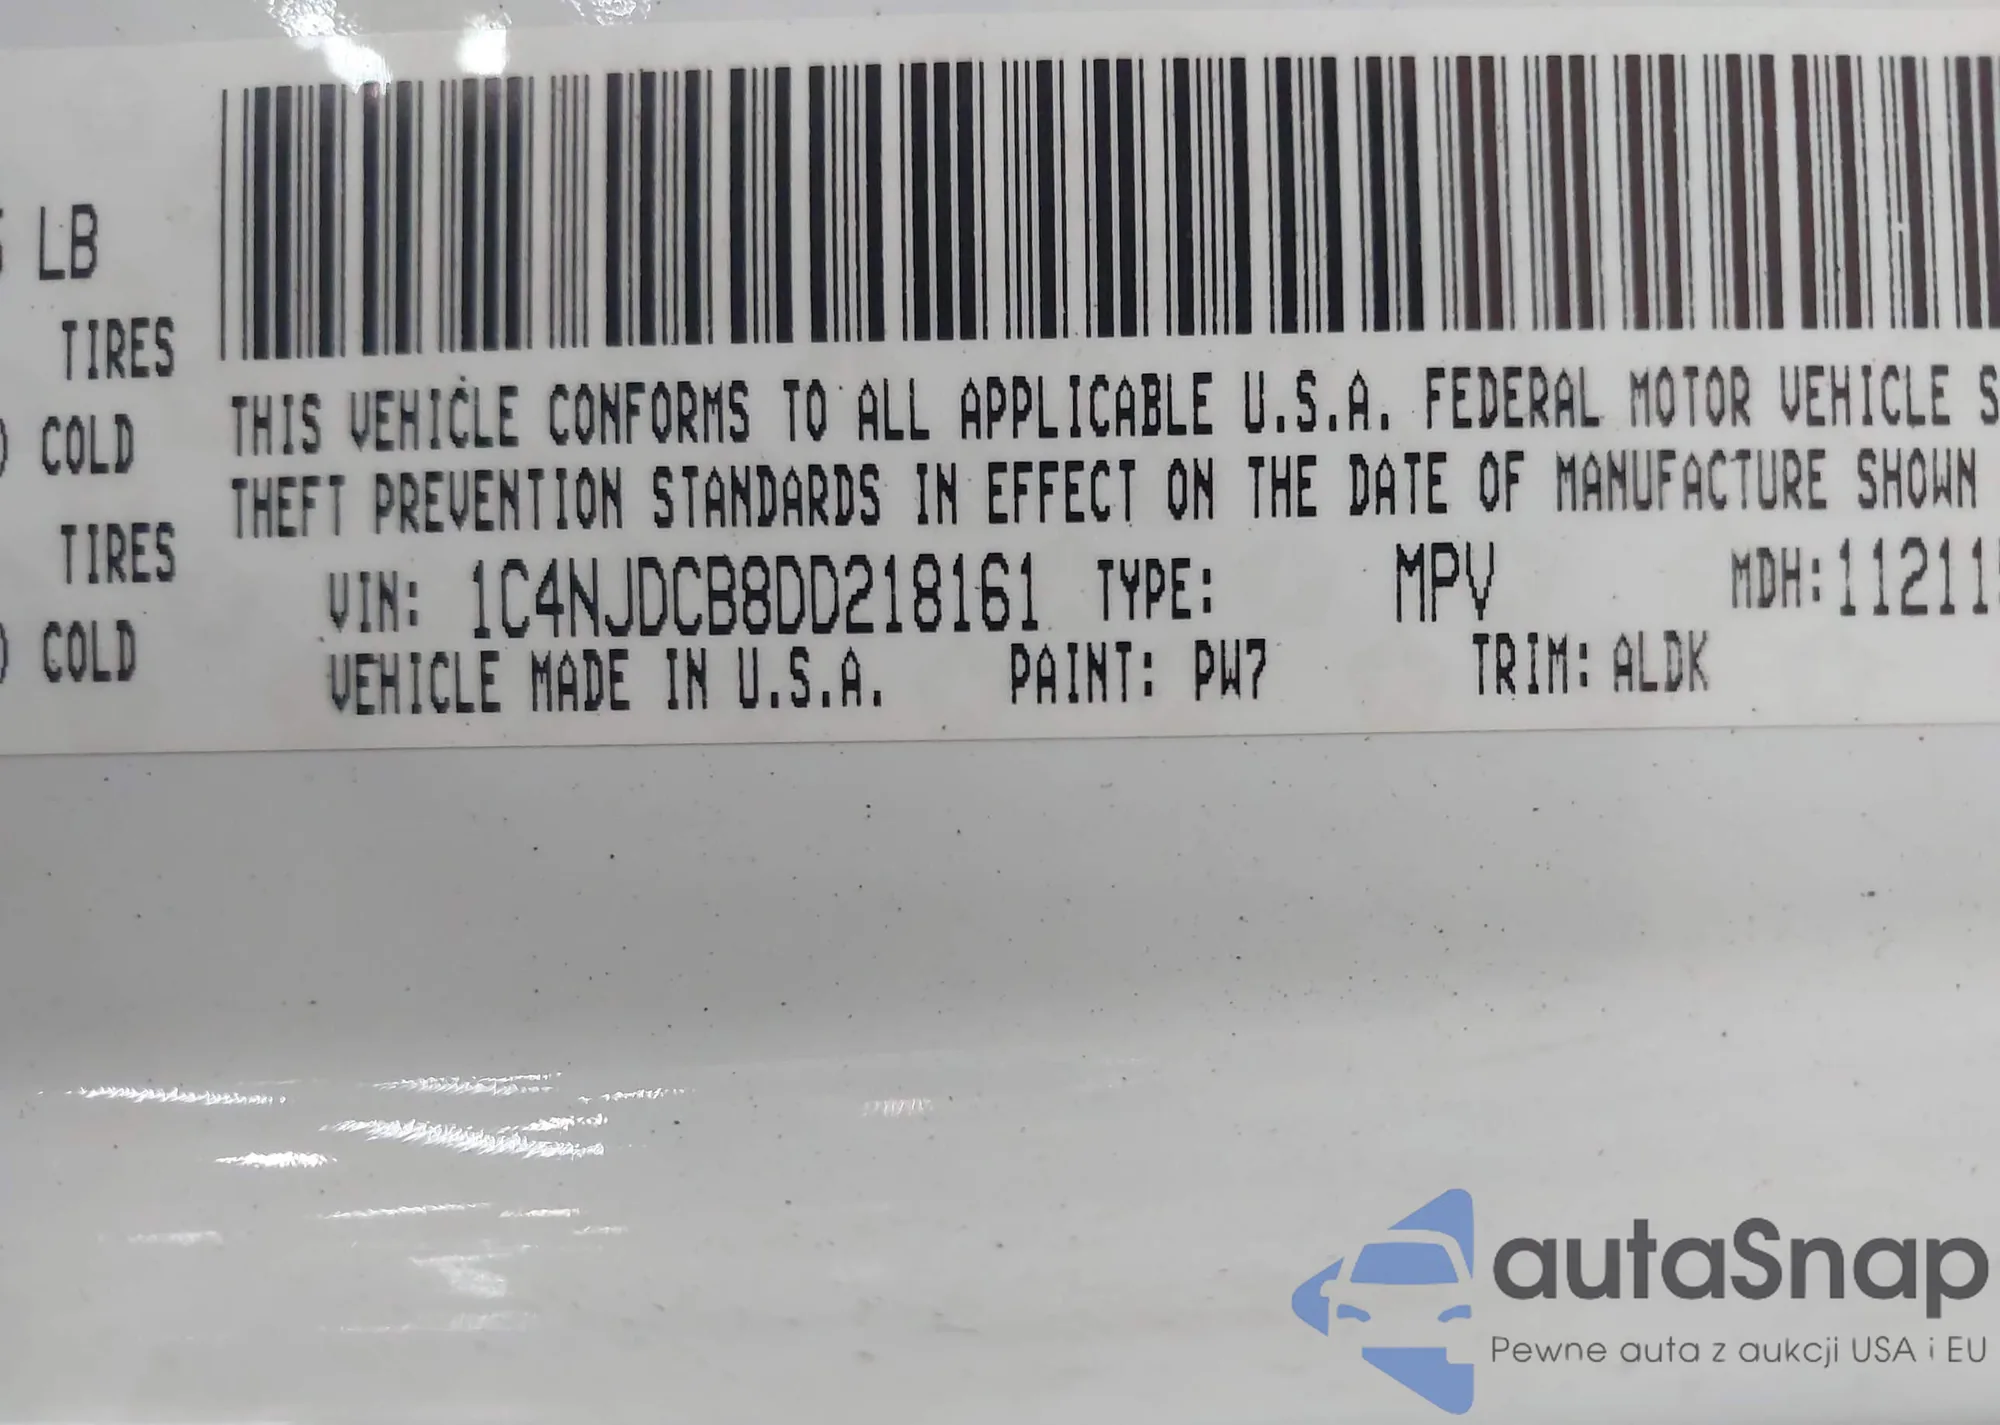 LB
TIRES
COLD
TIRES
COLD
THIS VEHICLE CONFORMS TO ALL APPLICABLE U.S.A. FEDERAL MOTOR VEHICLE S
THEFT PREVENTION STANDARDS IN EFFECT ON THE DATE OF MANUFACTURE SHOWN
VIN: 1C4NJDCB8DD218161 TYPE: MPV MDH:11211
VEHICLE MADE IN U.S.A. PAINT: PW7 TRIM: ALDK
autaSnap
Pewne auta z aukcji USA i EU